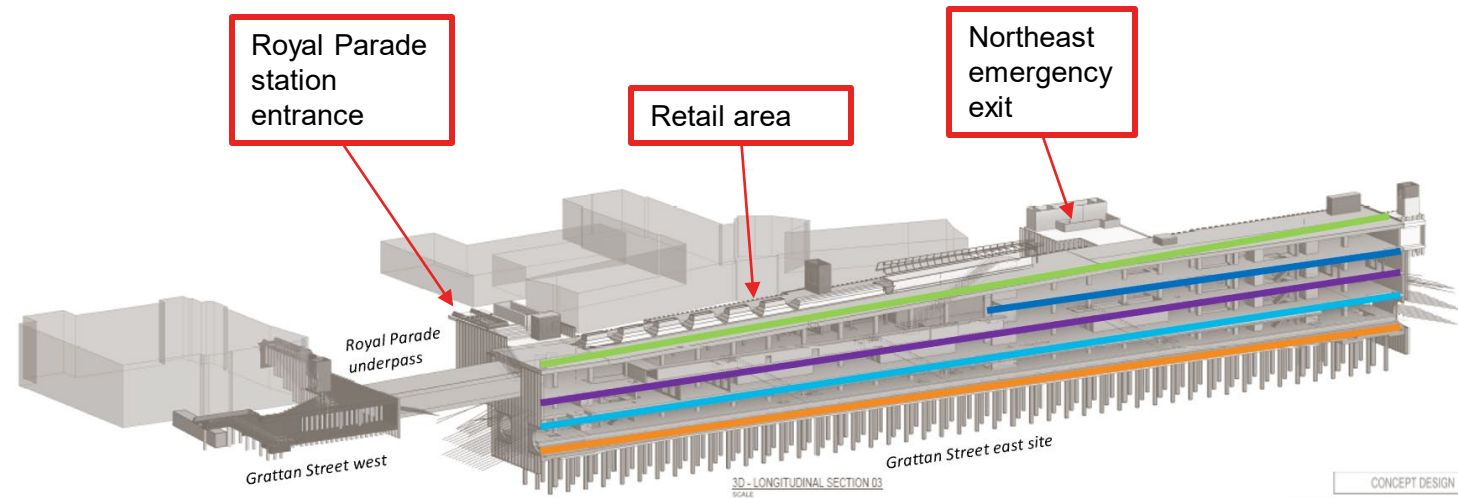 Royal Parade
station
entrance
Retail area
Northeast
emergency
exit
Royal Parade
underpass
Grattan Street west
Grattan Street east site
3D - LONGITUDINAL SECTION 03
SCALE
CONCEPT DESIGN